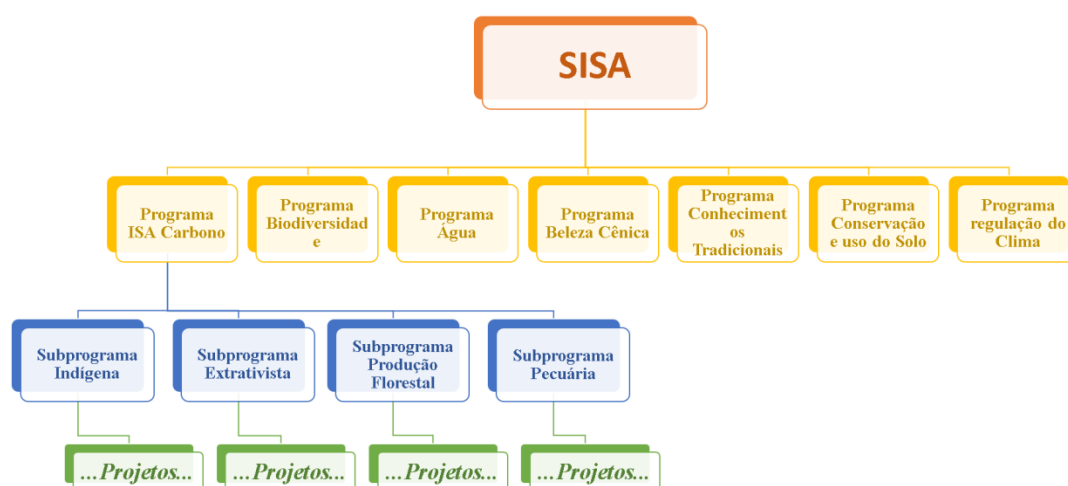 SISA
Programa
ISA Carbono
Programa
Biodiversidad
e
Programa
Água
Programa
Beleza Cênica
Programa
Conheciment
os
Tradicionais
Programa
Conservação
e uso do Solo
Programa
regulação do
Clima
Subprograma
Indígena
Subprograma
Extrativista
Subprograma
Produção
Florestal
Subprograma
Pecuária
...Projetos...
...Projetos...
...Projetos...
...Projetos...